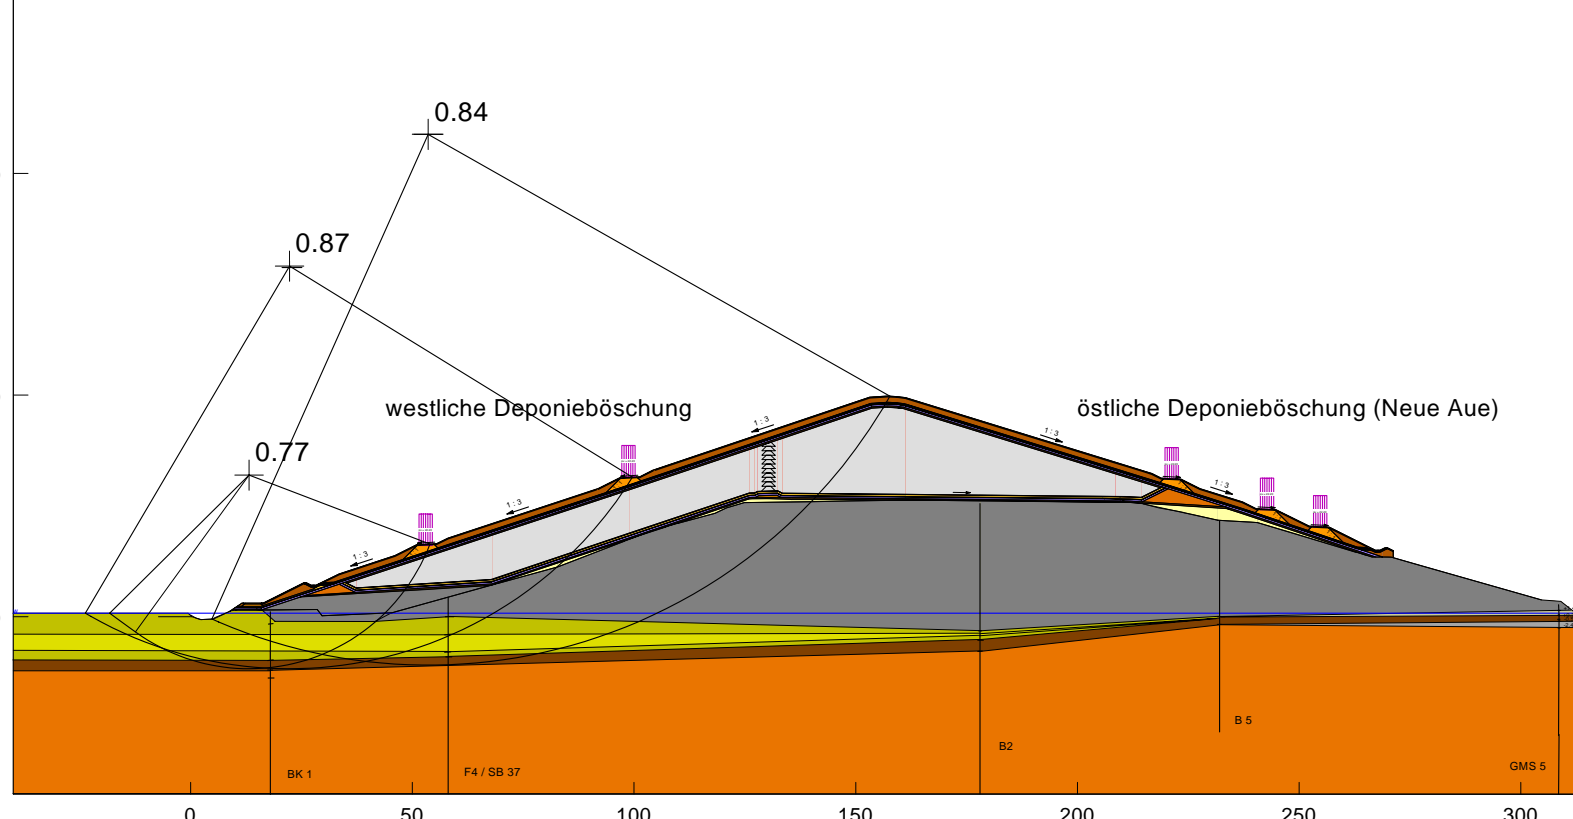 0.84
0.87
westliche Deponieböschung
östliche Deponieböschung (Neue Aue)
1 : 3
1 : 3
0.77
1 : 3
1 : 3
1 : 3
B 5
B2
GMS 5
BK 1
F4 / SB 37
0 50 100 150 200 250 300